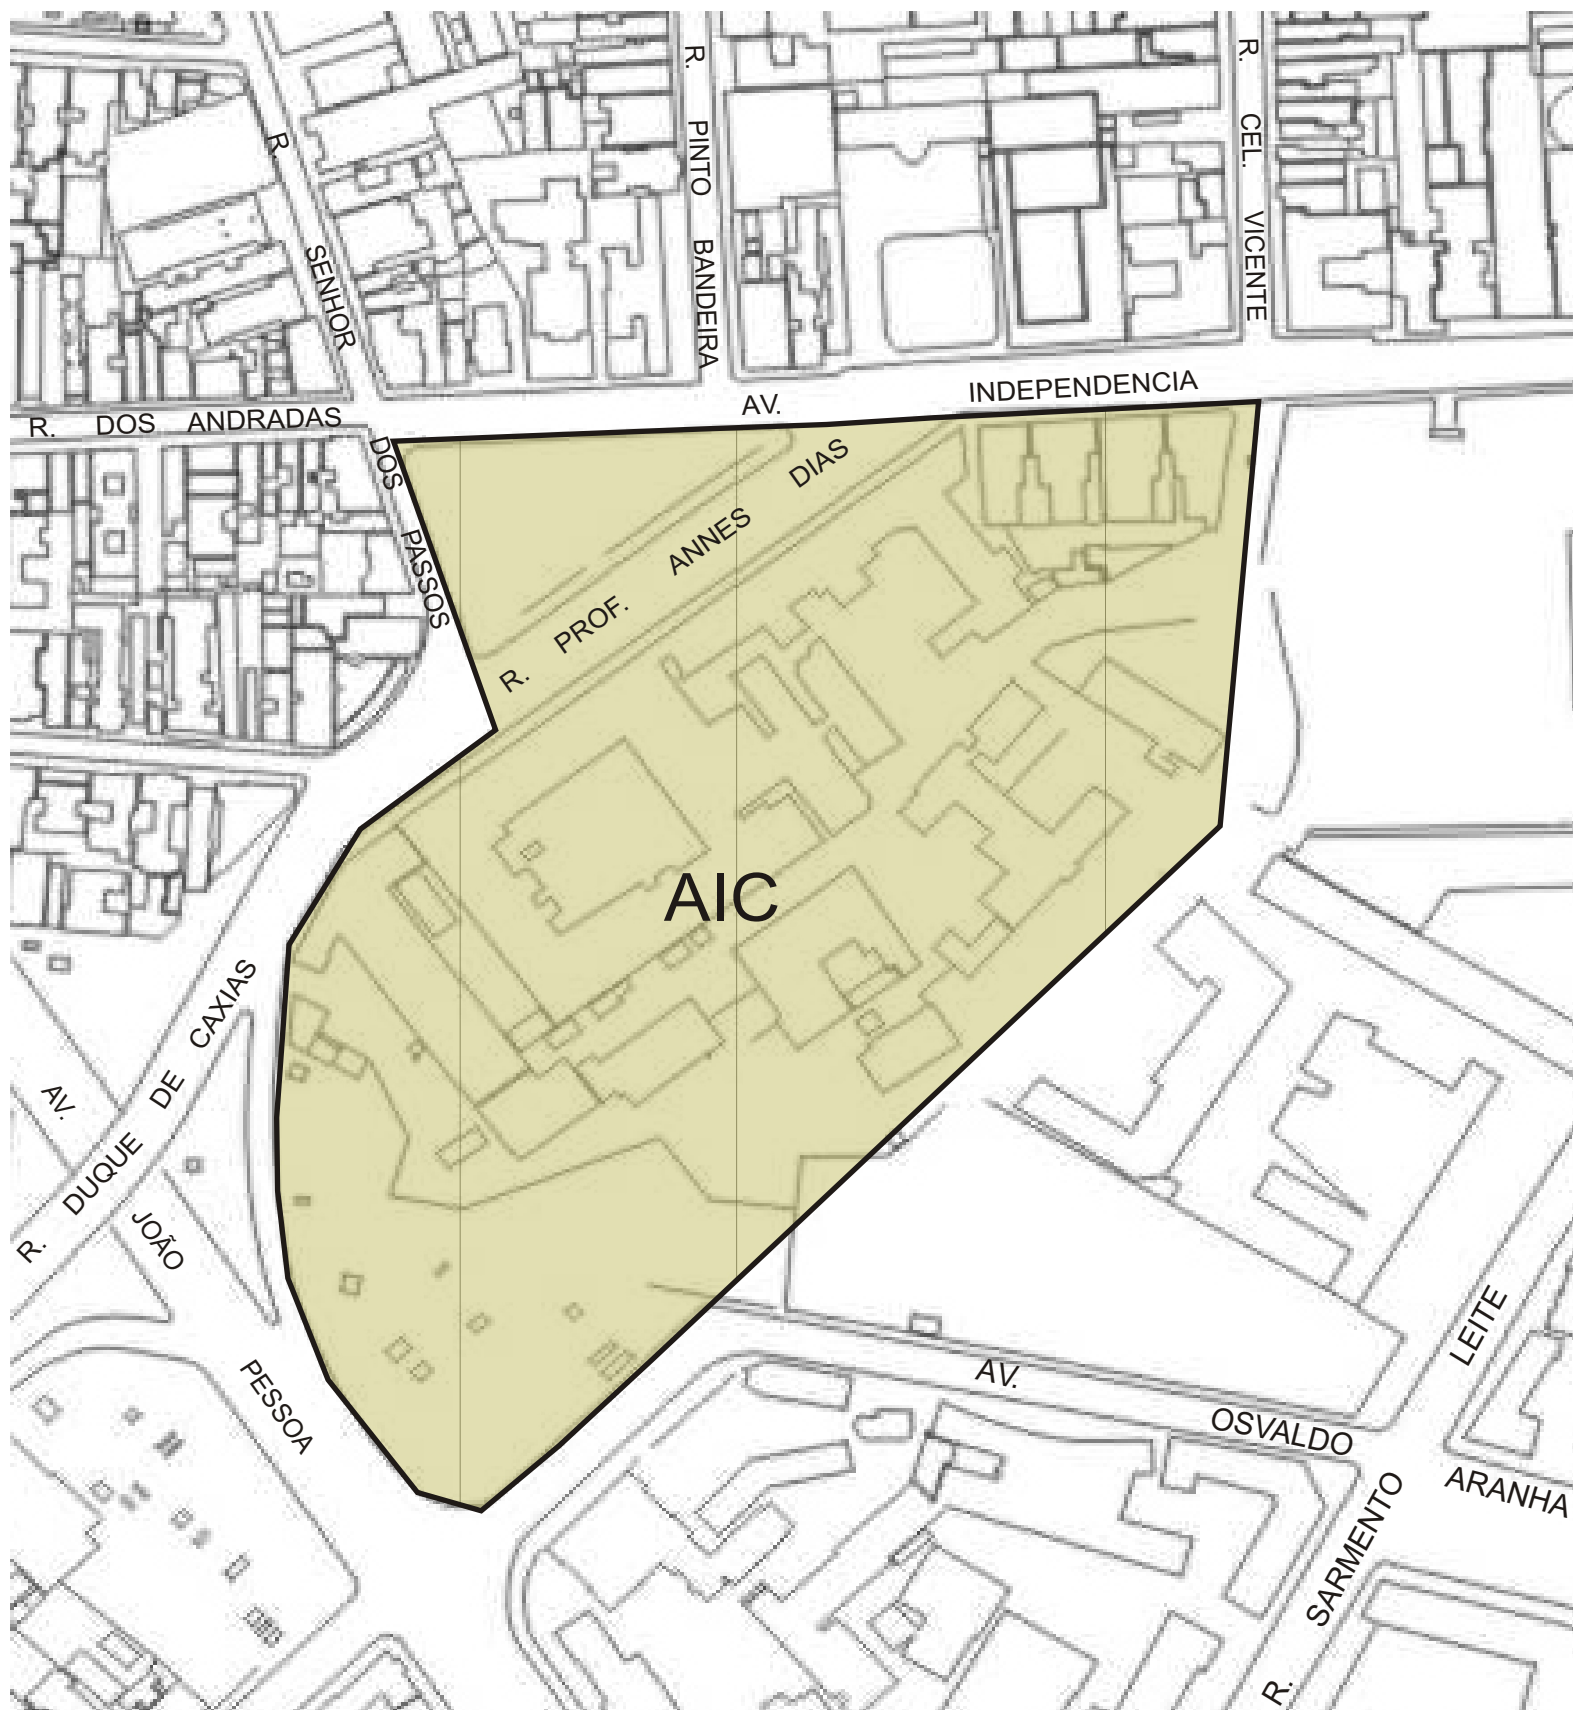 R. PINTO BANDEIRA
R. CEL. VICENTE
R. SENHOR DOS PASSOS
AV. INDEPENDENCIA
R. DOS ANDRADAS
R. PROF. ANNES DIAS
AIC
R. DUQUE DE CAXIAS
AV. JOÃO PESSOA
AV. OSVALDO ARANHA
R. SARMENTO LEITE